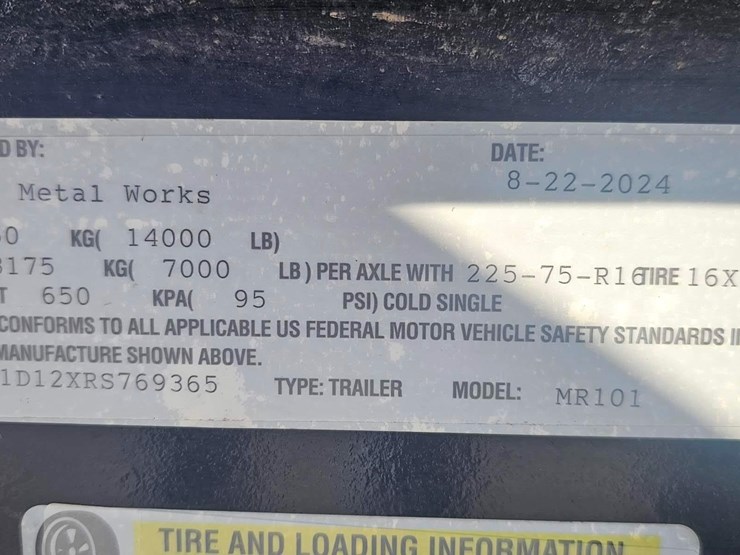 D BY: DATE:
Metal Works 8-22-2024
0 KG( 14000 LB)
3175 KG( 7000 LB) PER AXLE WITH 225-75-R16 TIRE 16X
T 650 KPA( 95 PSI) COLD SINGLE
CONFORMS TO ALL APPLICABLE US FEDERAL MOTOR VEHICLE SAFETY STANDARDS I
MANUFACTURE SHOWN ABOVE.
1D12XRS769365 TYPE: TRAILER MODEL: MR101
TIRE AND LOADING INFORMATION